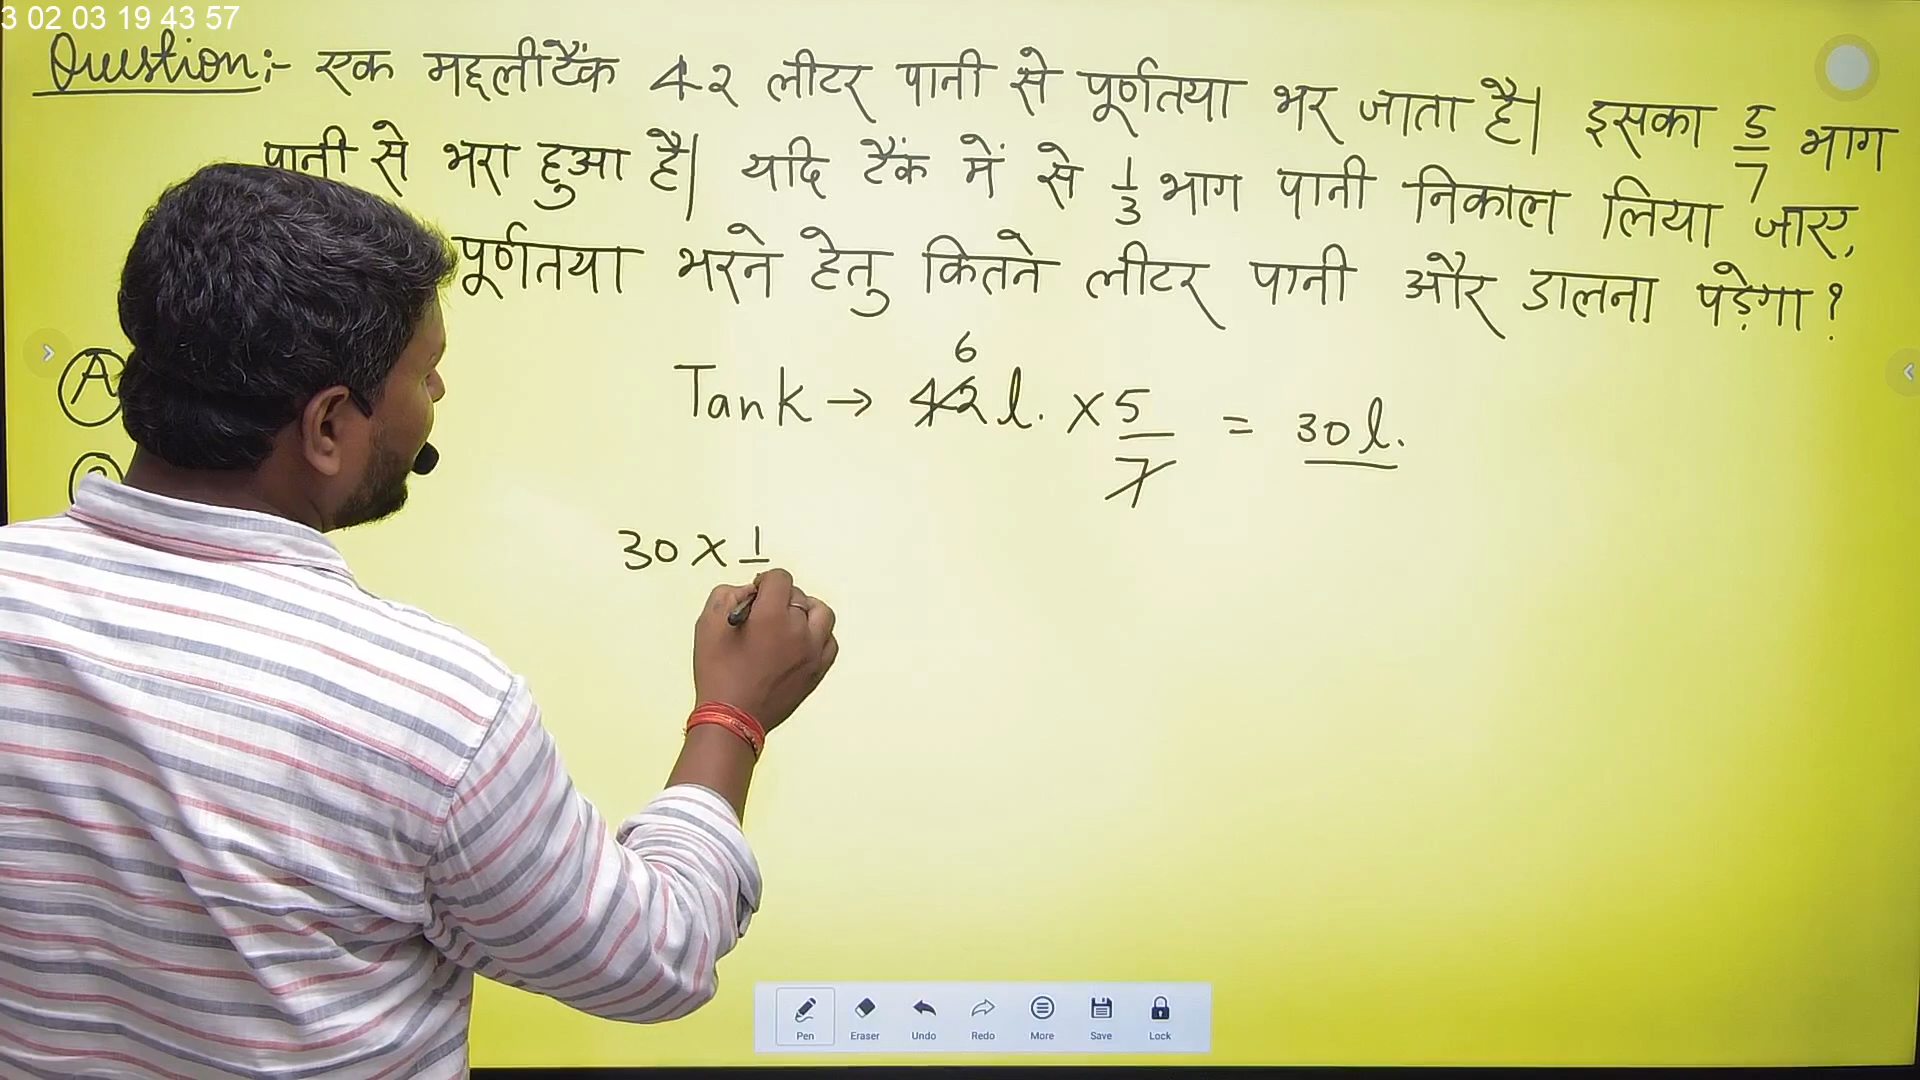 3 02 03 19 43 57
Question:- एक मछलीटैंक 42 लीटर पानी से पूर्णतया भर जाता है। इसका 5/7 भाग
पानी से भरा हुआ है। यदि टैंक में से 1/3 भाग पानी निकाल लिया जाए,
पूर्णतया भरने हेतु कितने लीटर पानी और डालना पड़ेगा?
A
6
Tank → 42 l. × 5/7 = 30 l.
30 × 1
Pen Eraser Undo Redo More Save Lock